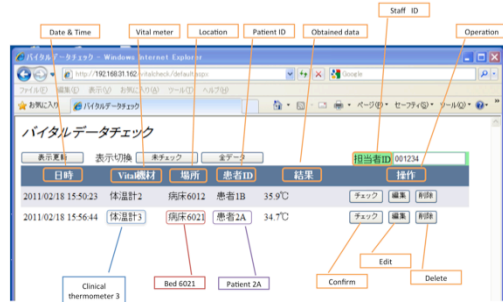 Staff ID
Date & Time Vital meter Location Patient ID Obtained data Operation
バイタルデータチェック - Windows Internet Explorer
http://192.168.31.162/vitalcheck/default.aspx Google
ファイル(F) 編集(E) 表示(V) お気に入り(A) ツール(T) ヘルプ(H)
お気に入り バイタルデータチェック ページ(P) セーフティ(S) ツール(O)
バイタルデータチェック
表示更新 表示切換 未チェック 全データ 担当者ID 001234
日時 Vital機材 場所 患者ID 結果 操作
2011/02/18 15:50:23 体温計2 病床6012 患者1B 35.9℃ チェック 編集 削除
2011/02/18 15:56:44 体温計3 病床6021 患者2A 34.7℃ チェック 編集 削除
Edit
Clinical thermometer 3 Bed 6021 Patient 2A Confirm Delete